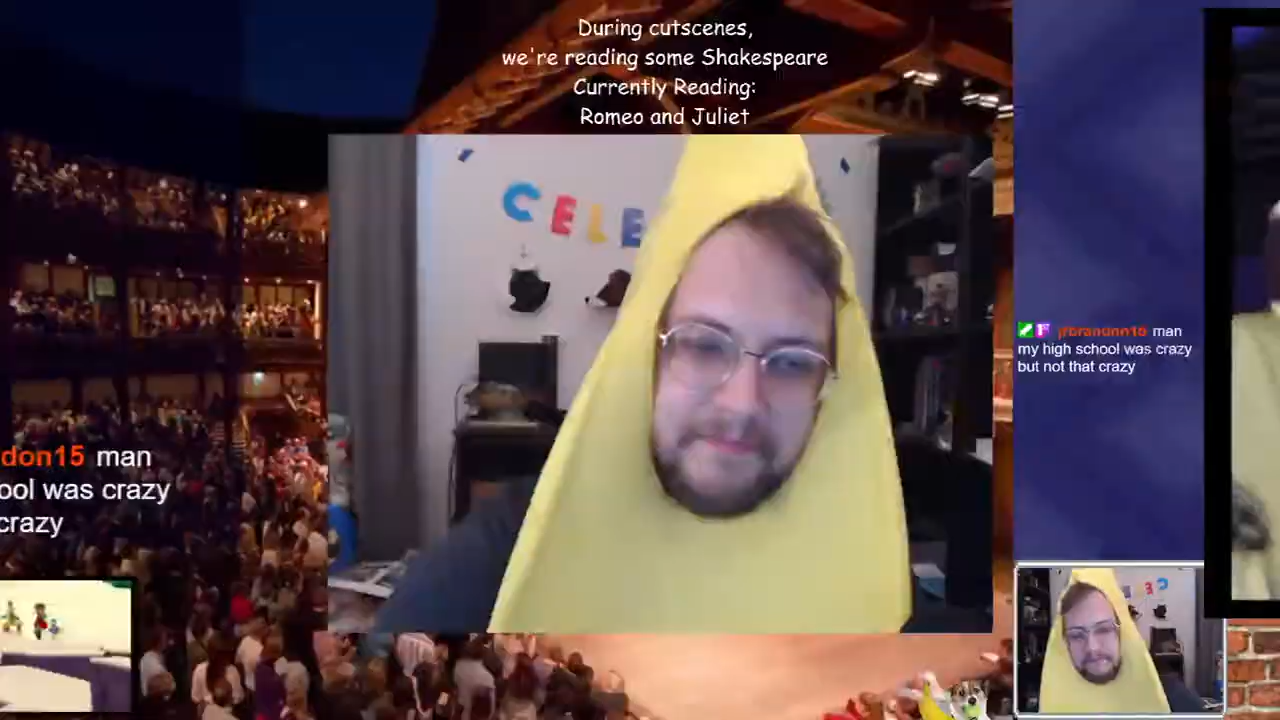 During cutscenes,
we're reading some Shakespeare
Currently Reading:
Romeo and Juliet
CELE
jrbrandon15 man
my high school was crazy
but not that crazy
don15 man
ool was crazy
crazy